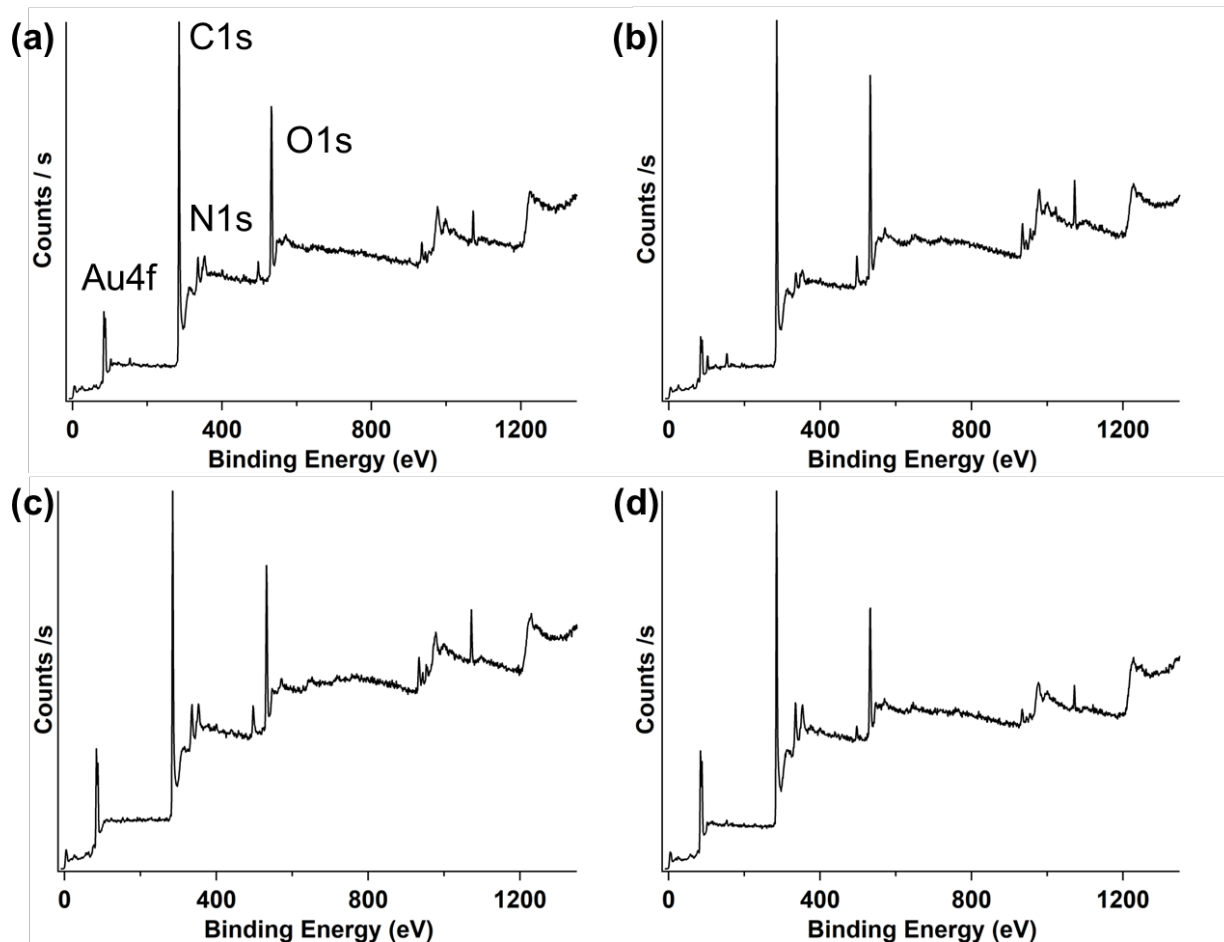 (a)
C1s
O1s
N1s
Au4f
Counts / s
0 400 800 1200
Binding Energy (eV)
(b)
Counts /s
0 400 800 1200
Binding Energy (eV)
(c)
Counts /s
0 400 800 1200
Binding Energy (eV)
(d)
Counts /s
0 400 800 1200
Binding Energy (eV)